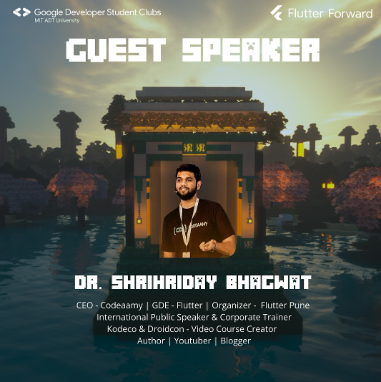 Google Developer Student Clubs
MIT ADT University
Flutter Forward
GUEST SPEAKER
DR. SHRIHRIDAY BHAGWAT
CEO - Codeaamy | GDE - Flutter | Organizer - Flutter Pune
International Public Speaker & Corporate Trainer
Kodeco & Droidcon - Video Course Creator
Author | Youtuber | Blogger